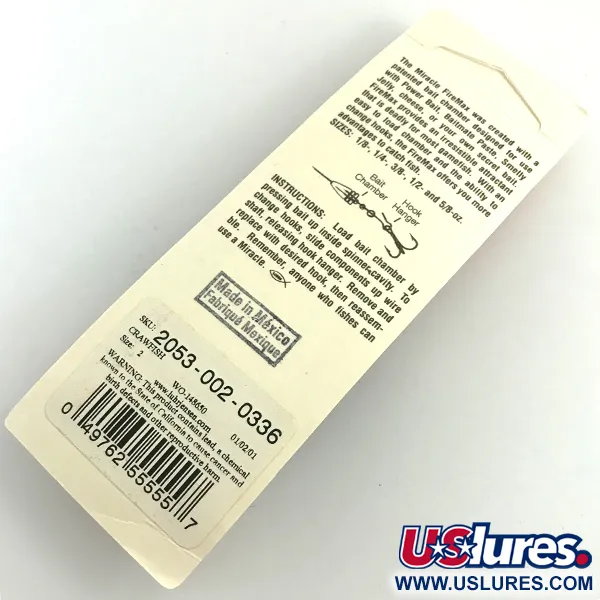 The Miracle FireMax was created with a
patented bait chamber designed for use
with Power Bait, Baitmate Paste, Smelly
Jelly, cheese, or your own secret bait.
FireMax provides an irresistible attractant
that is deadly for most gamefish. With an
easy to load chamber and the ability to
change hooks, the FireMax offers you more
advantages to catch fish.
SIZES: 1/8-, 1/4-, 3/8-, 1/2- and 5/8-oz.
Bait
Chamber
Hook
Hanger
INSTRUCTIONS: Load bait chamber by
pressing bait up inside spinner cavity. To
change hooks, slide components up wire
shaft, releasing hook hanger. Remove and
replace with desired hook, then reassem-
ble. Remember, anyone who fishes can
use a Miracle.
Made in México
Fabriqué Mexique
SKU:
2053-002-0336
CRAWFISH
Size: 2
WO-148650
01/02/01
www.luhrjensen.com
WARNING: This product contains lead, a chemical
known to the State of California to cause cancer and
birth defects and other reproductive harm.
0 49762 55555 7
USlures.
WWW.USLURES.COM